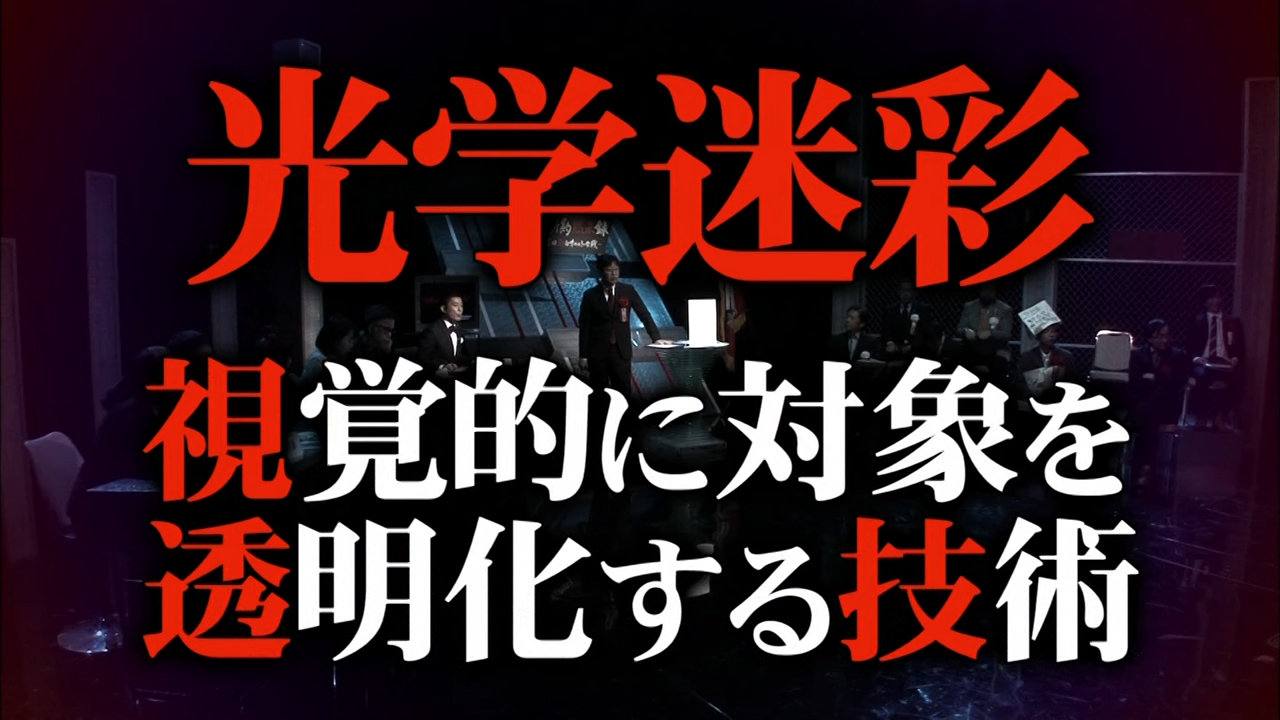 光学迷彩
視覚的に対象を
透明化する技術